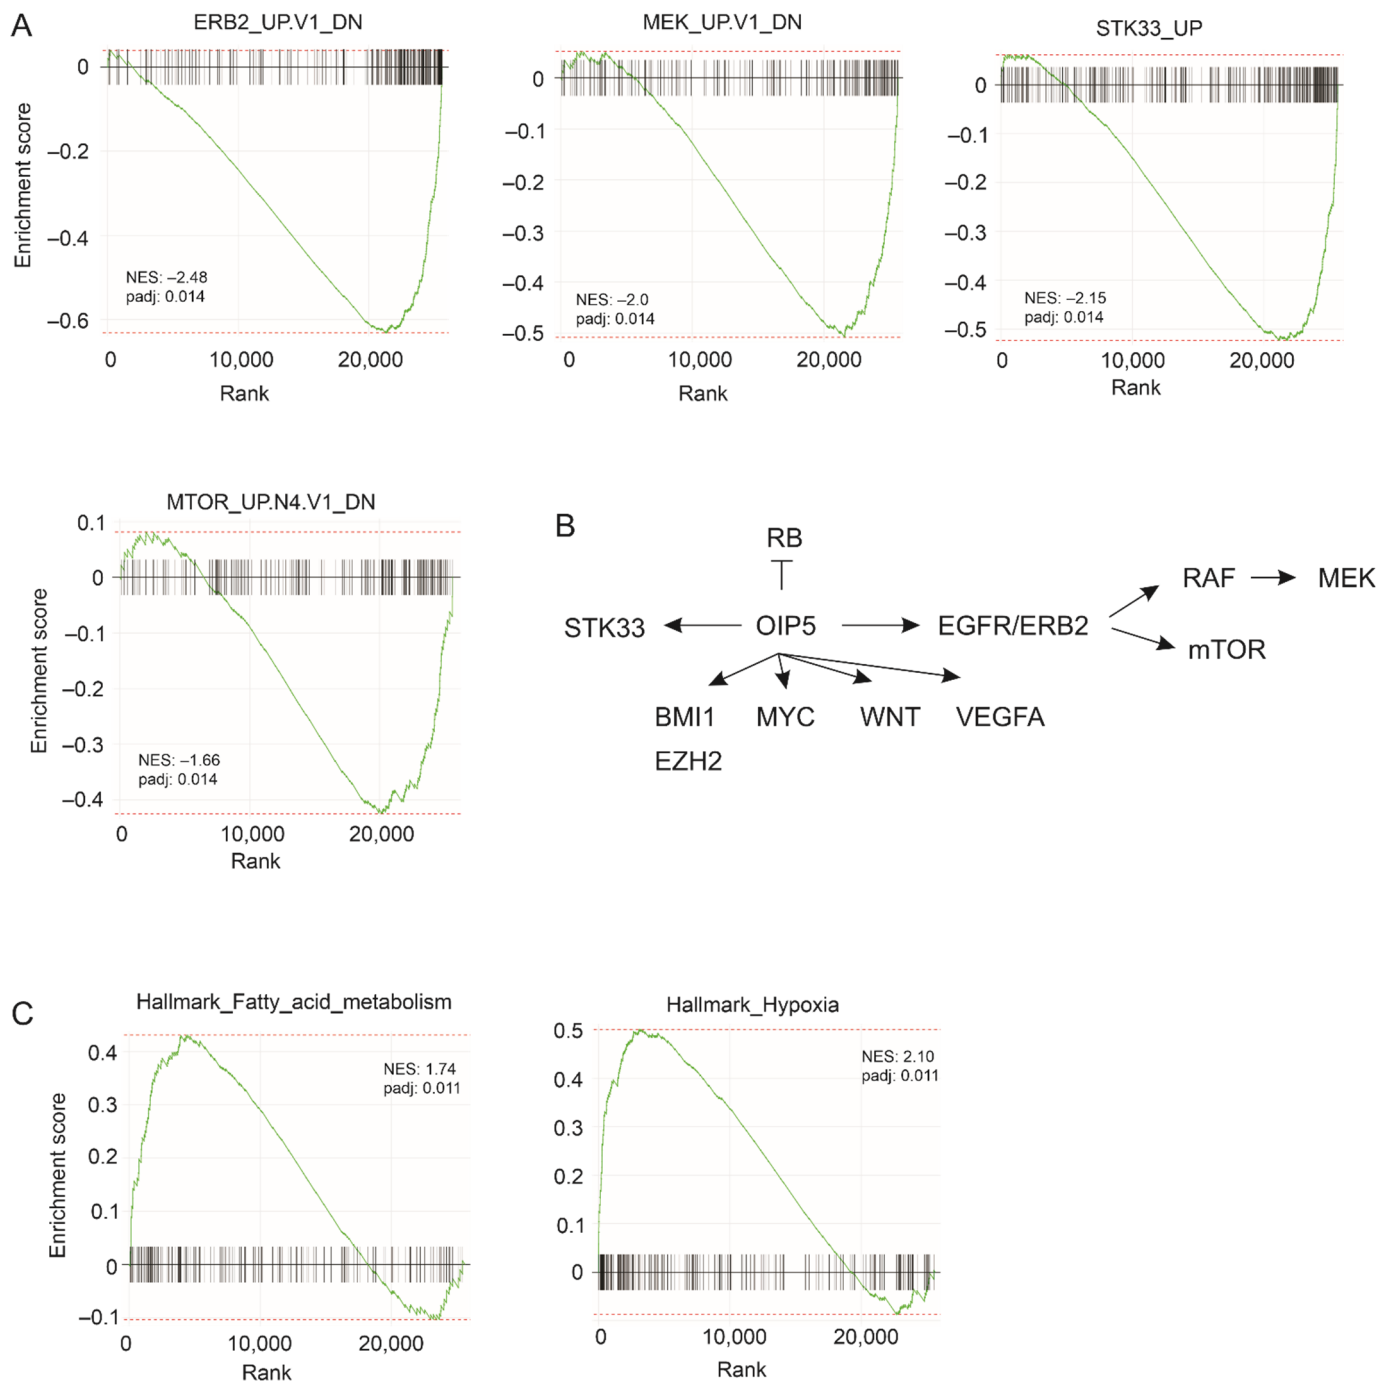 A
ERB2_UP.V1_DN
0
–0.2
–0.4
–0.6
Enrichment score
NES: –2.48
padj: 0.014
0 10,000 20,000
Rank
MEK_UP.V1_DN
0
–0.1
–0.2
–0.3
–0.4
–0.5
NES: –2.0
padj: 0.014
0 10,000 20,000
Rank
STK33_UP
0
–0.1
–0.2
–0.3
–0.4
–0.5
NES: –2.15
padj: 0.014
0 10,000 20,000
Rank
MTOR_UP.N4.V1_DN
0.1
0
–0.1
–0.2
–0.3
–0.4
Enrichment score
NES: –1.66
padj: 0.014
0 10,000 20,000
Rank
B
RB
STK33 OIP5 EGFR/ERB2
RAF MEK
mTOR
BMI1 MYC WNT VEGFA
EZH2
C
Hallmark_Fatty_acid_metabolism
0.4
0.3
0.2
0.1
0
–0.1
Enrichment score
NES: 1.74
padj: 0.011
0 10,000 20,000
Rank
Hallmark_Hypoxia
0.5
0.4
0.3
0.2
0.1
0
NES: 2.10
padj: 0.011
0 10,000 20,000
Rank